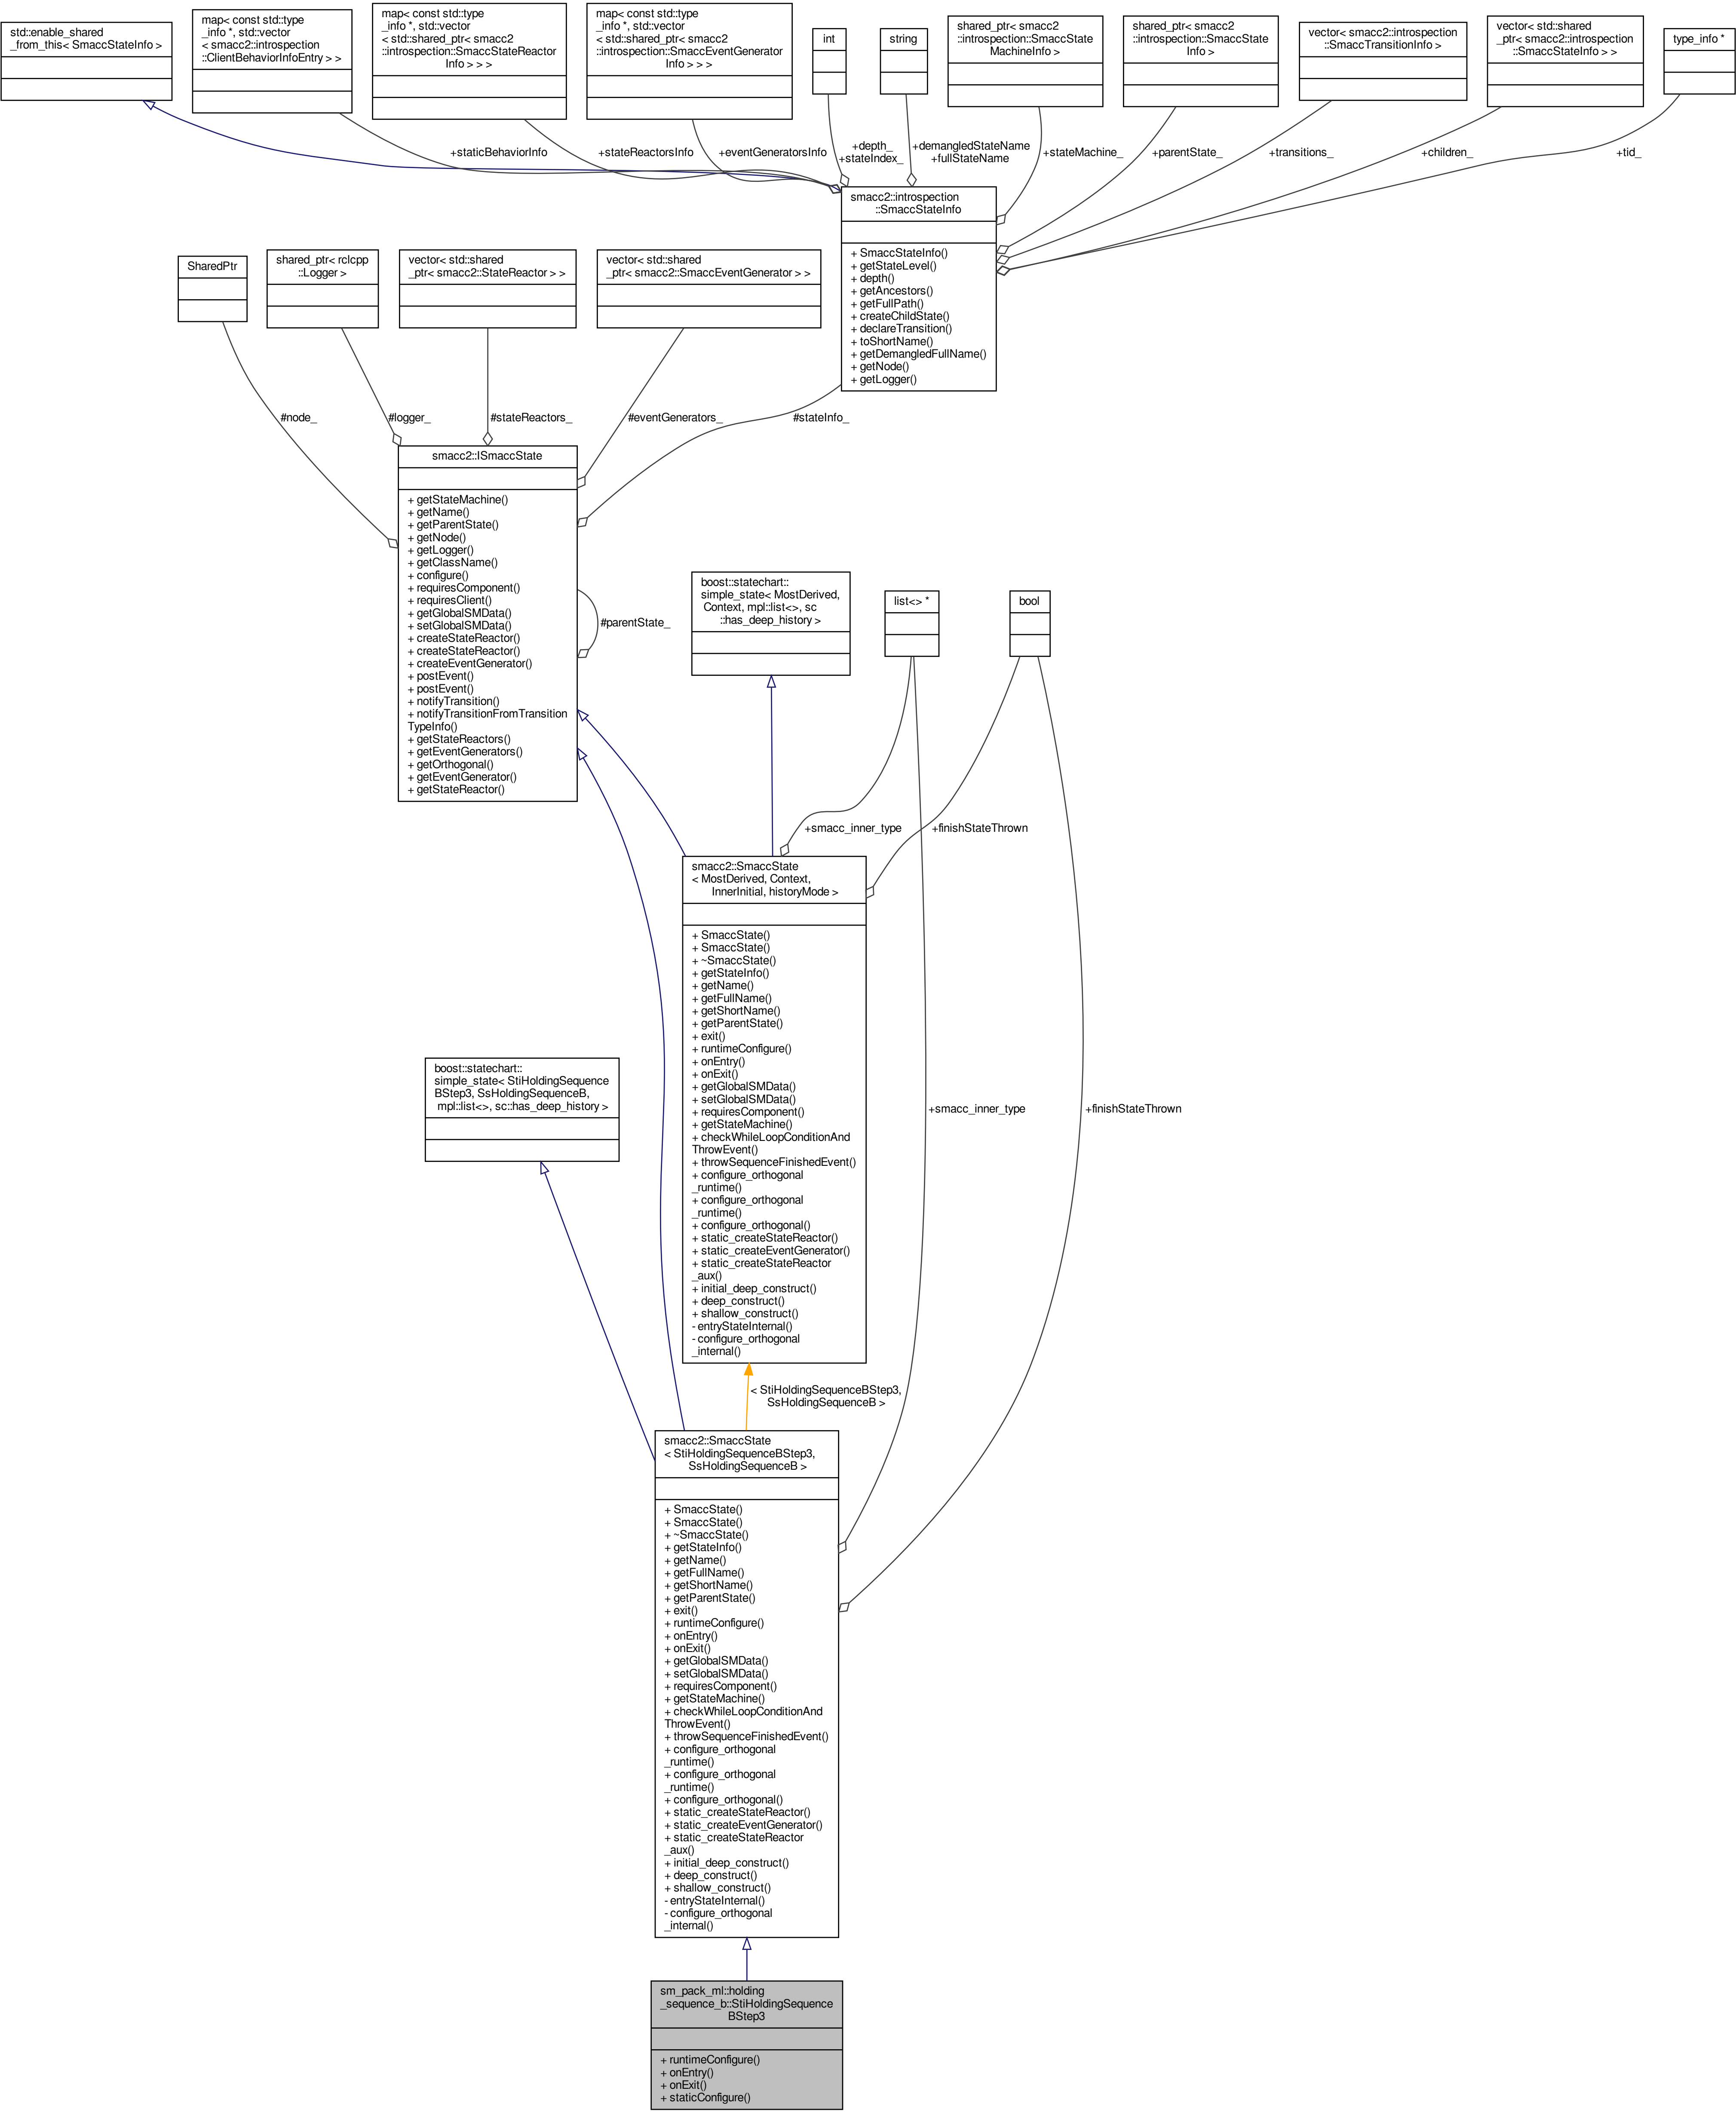 std::enable_shared
_from_this< SmaccStateInfo >
map< const std::type
_info *, std::vector
< smacc2::introspection
::ClientBehaviorInfoEntry > >
map< const std::type
_info *, std::vector
< std::shared_ptr< smacc2
::introspection::SmaccStateReactor
Info > > >
map< const std::type
_info *, std::vector
< std::shared_ptr< smacc2
::introspection::SmaccEventGenerator
Info > > >
int
string
shared_ptr< smacc2
::introspection::SmaccState
MachineInfo >
shared_ptr< smacc2
::introspection::SmaccState
Info >
vector< smacc2::introspection
::SmaccTransitionInfo >
vector< std::shared
_ptr< smacc2::introspection
::SmaccStateInfo > >
type_info *
+staticBehaviorInfo
+stateReactorsInfo
+eventGeneratorsInfo
+depth_
+stateIndex_
+demangledStateName
+fullStateName
+stateMachine_
+parentState_
+transitions_
+children_
+tid_
smacc2::introspection
::SmaccStateInfo
+ SmaccStateInfo()
+ getStateLevel()
+ depth()
+ getAncestors()
+ getFullPath()
+ createChildState()
+ declareTransition()
+ toShortName()
+ getDemangledFullName()
+ getNode()
+ getLogger()
SharedPtr
shared_ptr< rclcpp
::Logger >
vector< std::shared
_ptr< smacc2::StateReactor > >
vector< std::shared
_ptr< smacc2::SmaccEventGenerator > >
#node_
#logger_
#stateReactors_
#eventGenerators_
#stateInfo_
smacc2::ISmaccState
+ getStateMachine()
+ getName()
+ getParentState()
+ getNode()
+ getLogger()
+ getClassName()
+ configure()
+ requiresComponent()
+ requiresClient()
+ getGlobalSMData()
+ setGlobalSMData()
+ createStateReactor()
+ createStateReactor()
+ createEventGenerator()
+ postEvent()
+ postEvent()
+ notifyTransition()
+ notifyTransitionFromTransition
TypeInfo()
+ getStateReactors()
+ getEventGenerators()
+ getOrthogonal()
+ getEventGenerator()
+ getStateReactor()
#parentState_
boost::statechart::
simple_state< MostDerived,
Context, mpl::list<>, sc
::has_deep_history >
list<> *
bool
+smacc_inner_type
+finishStateThrown
smacc2::SmaccState
< MostDerived, Context,
InnerInitial, historyMode >
+ SmaccState()
+ SmaccState()
+ ~SmaccState()
+ getStateInfo()
+ getName()
+ getFullName()
+ getShortName()
+ getParentState()
+ exit()
+ runtimeConfigure()
+ onEntry()
+ onExit()
+ getGlobalSMData()
+ setGlobalSMData()
+ requiresComponent()
+ getStateMachine()
+ checkWhileLoopConditionAnd
ThrowEvent()
+ throwSequenceFinishedEvent()
+ configure_orthogonal
_runtime()
+ configure_orthogonal
_runtime()
+ configure_orthogonal()
+ static_createStateReactor()
+ static_createEventGenerator()
+ static_createStateReactor
_aux()
+ initial_deep_construct()
+ deep_construct()
+ shallow_construct()
- entryStateInternal()
- configure_orthogonal
_internal()
boost::statechart::
simple_state< StiHoldingSequence
BStep3, SsHoldingSequenceB,
mpl::list<>, sc::has_deep_history >
+smacc_inner_type
+finishStateThrown
< StiHoldingSequenceBStep3,
SsHoldingSequenceB >
smacc2::SmaccState
< StiHoldingSequenceBStep3,
SsHoldingSequenceB >
+ SmaccState()
+ SmaccState()
+ ~SmaccState()
+ getStateInfo()
+ getName()
+ getFullName()
+ getShortName()
+ getParentState()
+ exit()
+ runtimeConfigure()
+ onEntry()
+ onExit()
+ getGlobalSMData()
+ setGlobalSMData()
+ requiresComponent()
+ getStateMachine()
+ checkWhileLoopConditionAnd
ThrowEvent()
+ throwSequenceFinishedEvent()
+ configure_orthogonal
_runtime()
+ configure_orthogonal
_runtime()
+ configure_orthogonal()
+ static_createStateReactor()
+ static_createEventGenerator()
+ static_createStateReactor
_aux()
+ initial_deep_construct()
+ deep_construct()
+ shallow_construct()
- entryStateInternal()
- configure_orthogonal
_internal()
sm_pack_ml::holding
_sequence_b::StiHoldingSequence
BStep3
+ runtimeConfigure()
+ onEntry()
+ onExit()
+ staticConfigure()